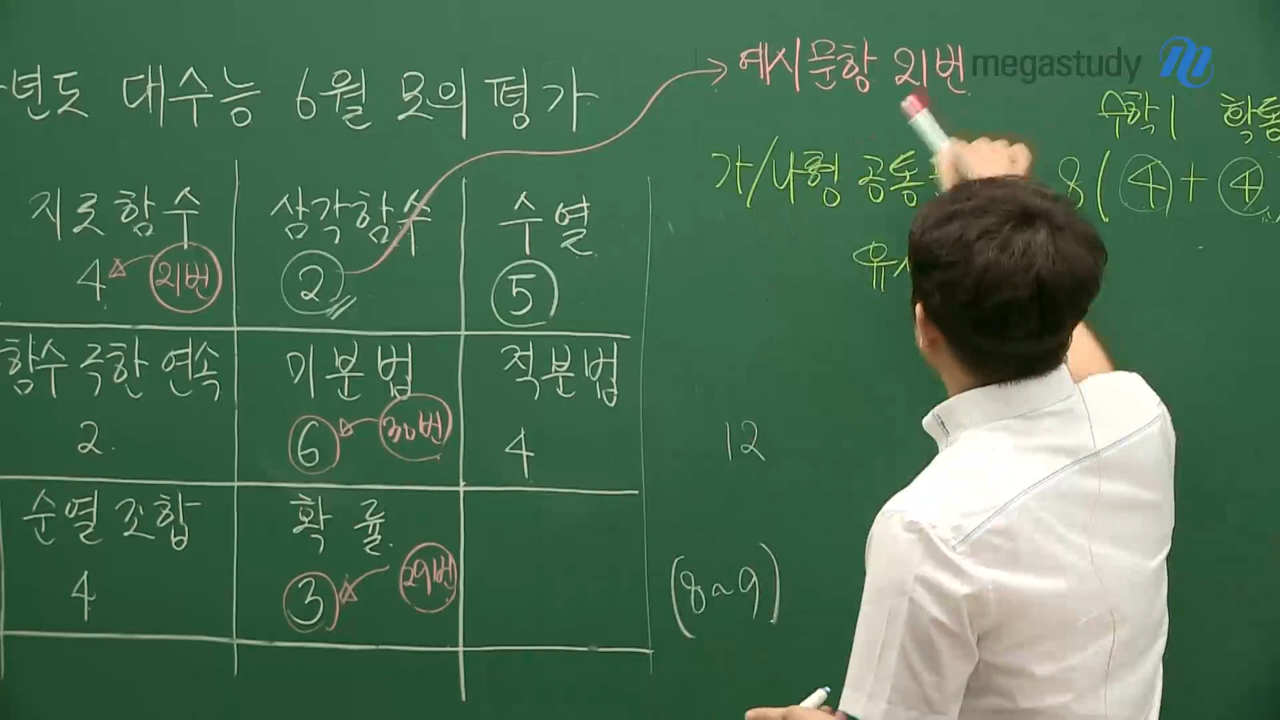 년도 대수능 6월 모의평가
예시문항 21번
megastudy
수학1 확통
가/나형 공통 8(④+④
유
지로함수 삼각함수 수열
4 21번 ② ⑤
함수 극한 연속 미분법 적분법
2. ⑥ 30번 4
12
순열 조합 확률
4 ③ 29번
(8~9)